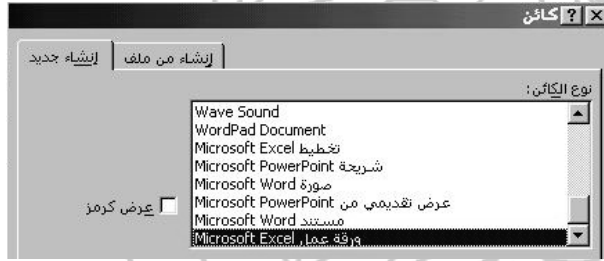 كائن
إنشاء جديد
إنشاء من ملف
نوع الكائن:
Wave Sound
WordPad Document
تخطيط Microsoft Excel
شريحة Microsoft PowerPoint
صورة Microsoft Word
عرض تقديمي من Microsoft PowerPoint
مستند Microsoft Word
ورقة عمل Microsoft Excel
عرض كرمز